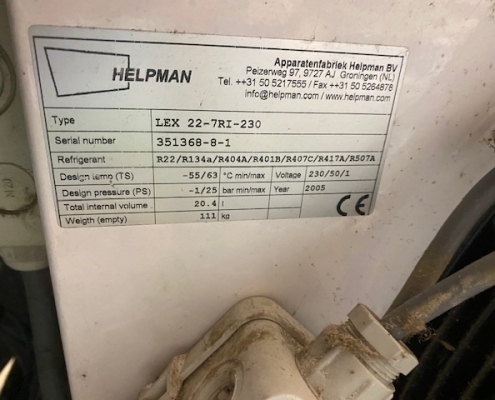 HELPMAN
Apparatenfabriek Helpman BV
Peizerweg 97, 9727 AJ Groningen (NL)
Tel. ++31 50 5217555 / Fax ++31 50 5264878
info@helpman.com / www.helpman.com
Type LEX 22-7RI-230
Serial number 351368-8-1
Refrigerant R22/R134a/R404A/R401B/R407C/R417A/R507A
Design temp (TS) -55/63 °C min/max Voltage 230/50/1
Design pressure (PS) -1/25 bar min/max Year 2005
Total internal volume 20.4 l
Weigth (empty) 111 kg
CE